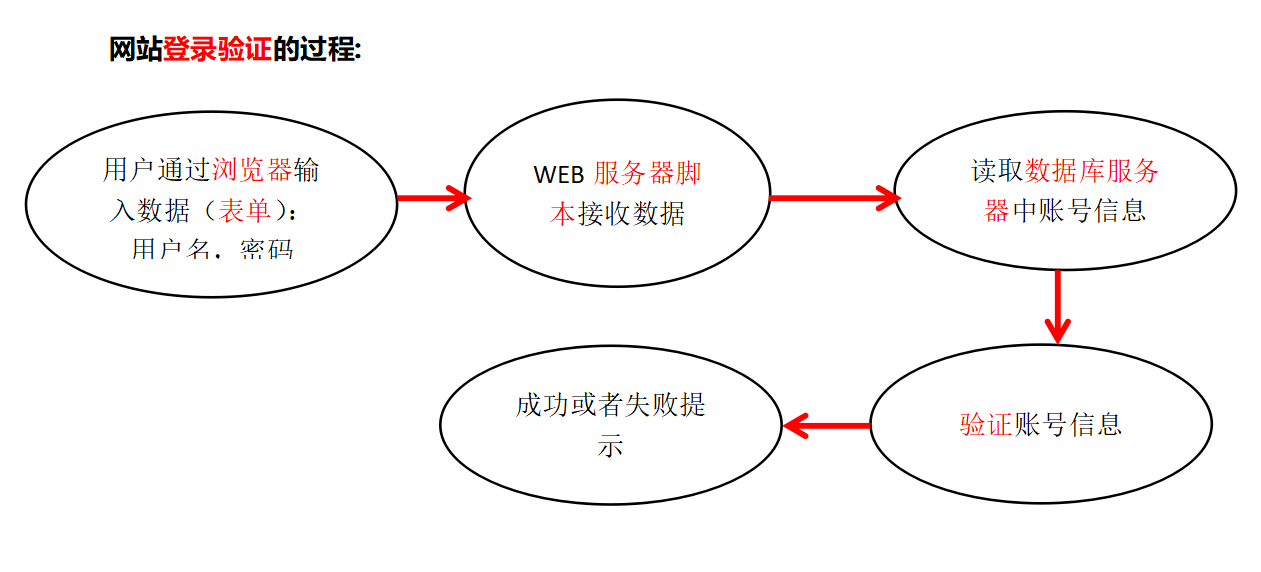 网站登录验证的过程:
用户通过浏览器输
入数据（表单）：
用户名，密码
WEB 服务器脚
本接收数据
读取数据库服务
器中账号信息
验证账号信息
成功或者失败提
示